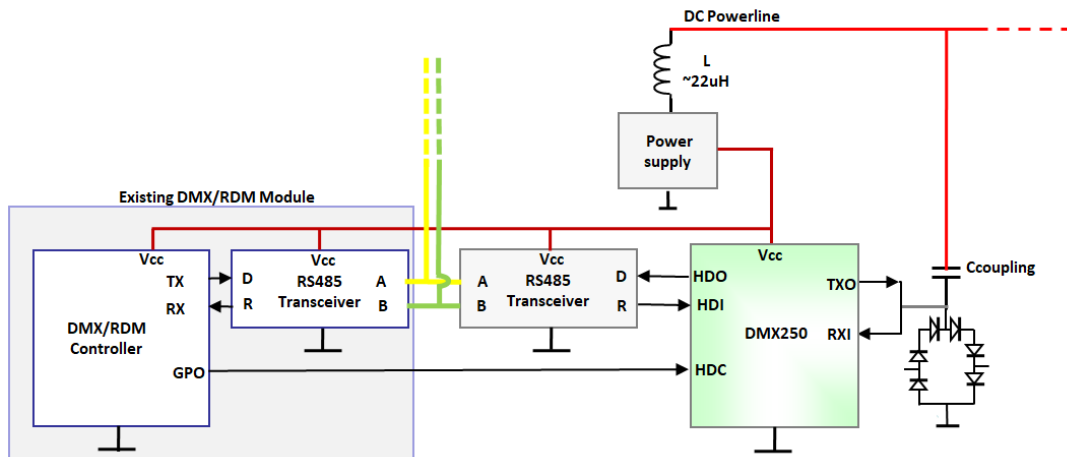 DC Powerline
L
~22uH
Power
supply
Existing DMX/RDM Module
Vcc
TX
RX
DMX/RDM
Controller
GPO
Vcc
D
RS485
R
Transceiver
A
B
Vcc
A
RS485
B
Transceiver
D
R
Vcc
HDO
HDI
DMX250
HDC
TXO
RXI
Ccoupling